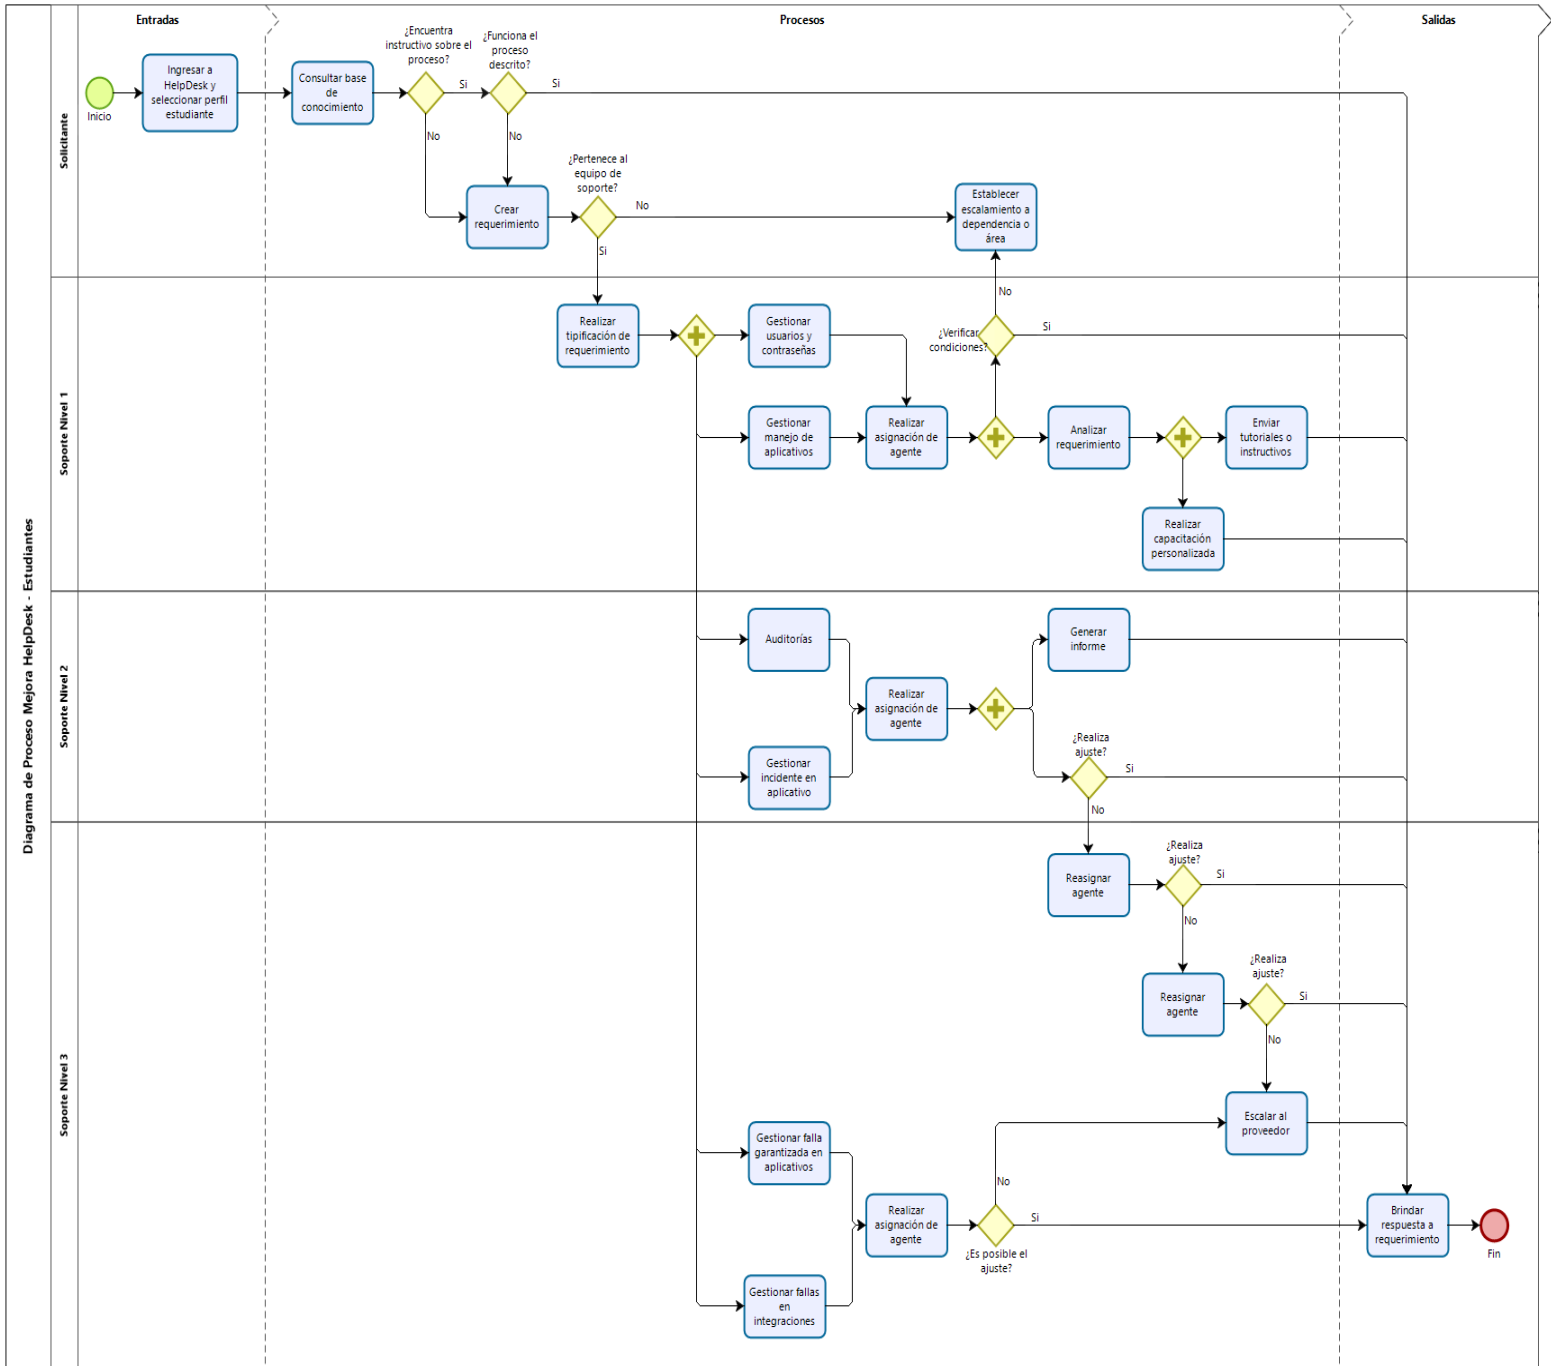 Entradas
Procesos
Salidas
Diagrama de Proceso Mejora HelpDesk - Estudiantes
Solicitante
Inicio
Ingresar a
HelpDesk y
seleccionar perfil
estudiante
Consultar base
de
conocimiento
¿Encuentra
instructivo sobre el
proceso?
Si
No
¿Funciona el
proceso
descrito?
Si
No
Crear
requerimiento
¿Pertenece al
equipo de
soporte?
No
Si
Establecer
escalamiento a
dependencia o
área
Soporte Nivel 1
Realizar
tipificación de
requerimiento
Gestionar
usuarios y
contraseñas
Gestionar
manejo de
aplicativos
Realizar
asignación de
agente
¿Verificar
condiciones?
No
Si
Analizar
requerimiento
Enviar
tutoriales o
instructivos
Realizar
capacitación
personalizada
Soporte Nivel 2
Auditorías
Gestionar
incidente en
aplicativo
Realizar
asignación de
agente
Generar
informe
¿Realiza
ajuste?
Si
No
Soporte Nivel 3
Reasignar
agente
¿Realiza
ajuste?
Si
No
Reasignar
agente
¿Realiza
ajuste?
Si
No
Escalar al
proveedor
Gestionar falla
garantizada en
aplicativos
Gestionar fallas
en
integraciones
Realizar
asignación de
agente
No
Si
¿Es posible el
ajuste?
Brindar
respuesta a
requerimiento
Fin